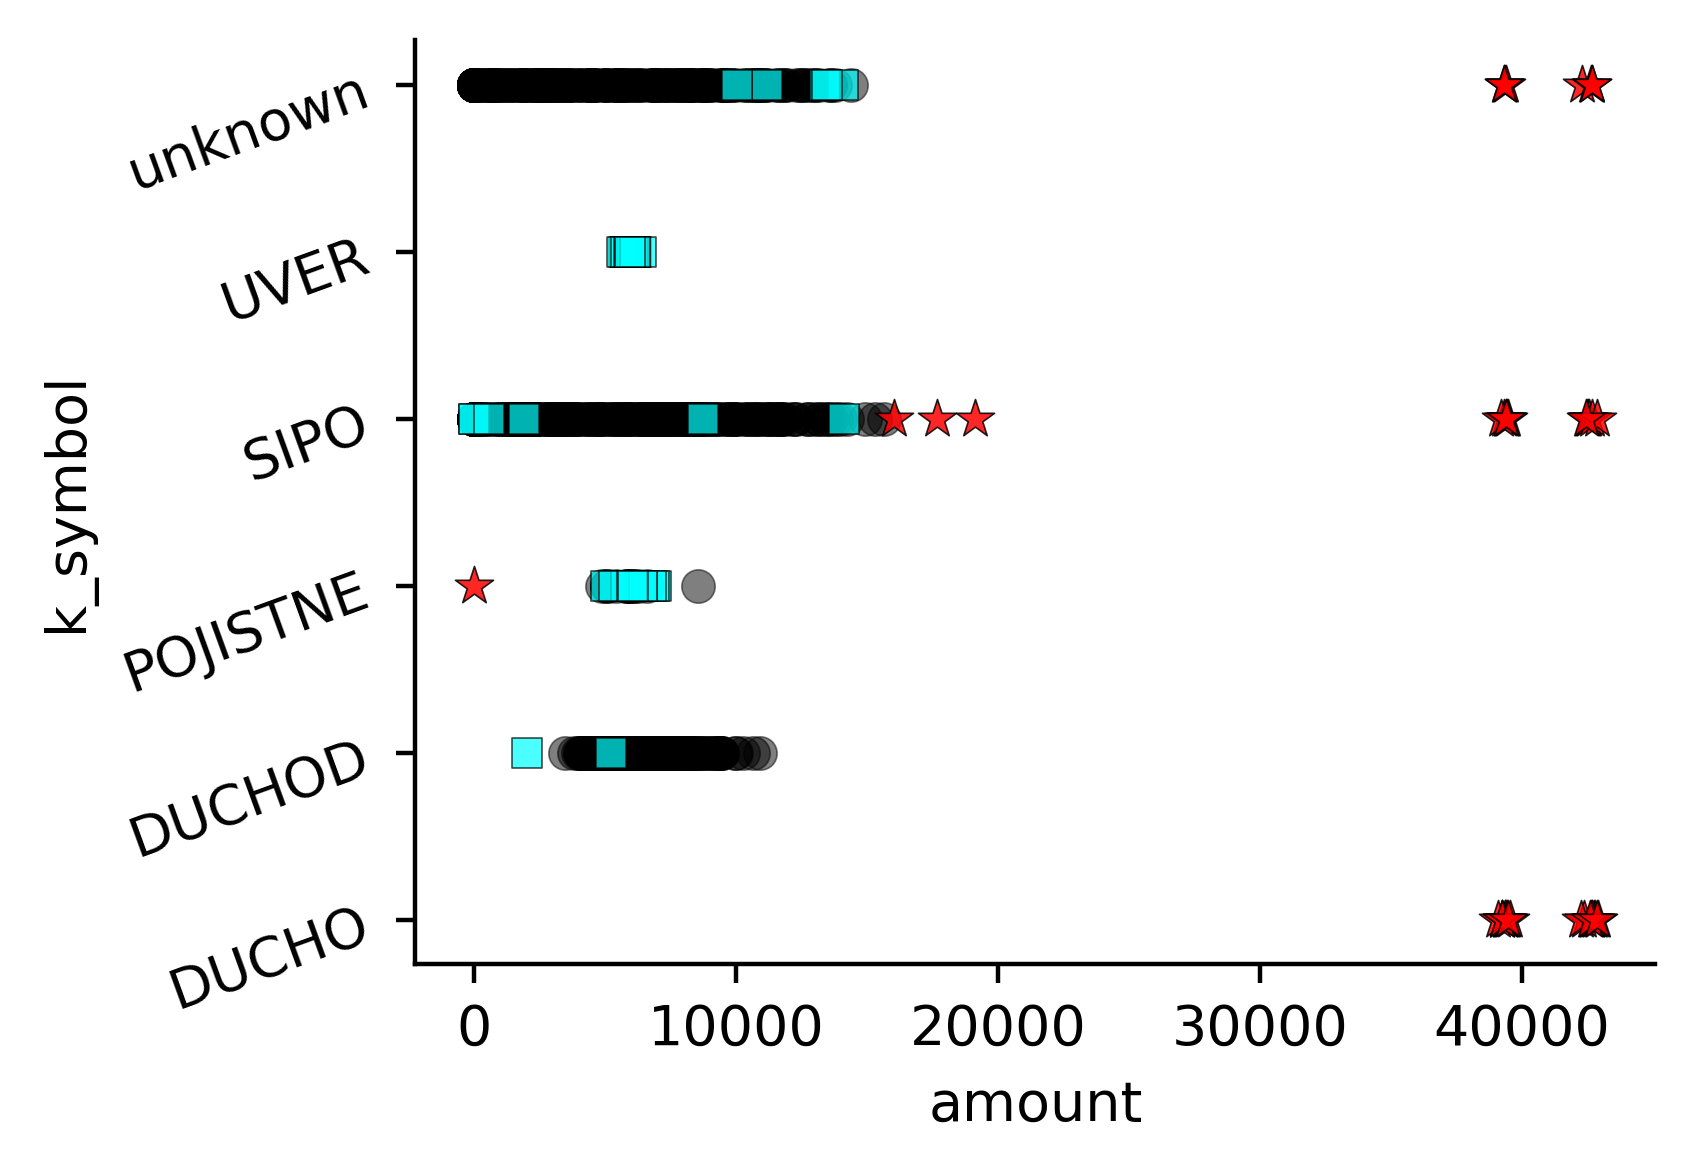 unknown
UVER
SIPO
POJISTNE
DUCHOD
DUCHO
k_symbol
0 10000 20000 30000 40000
amount